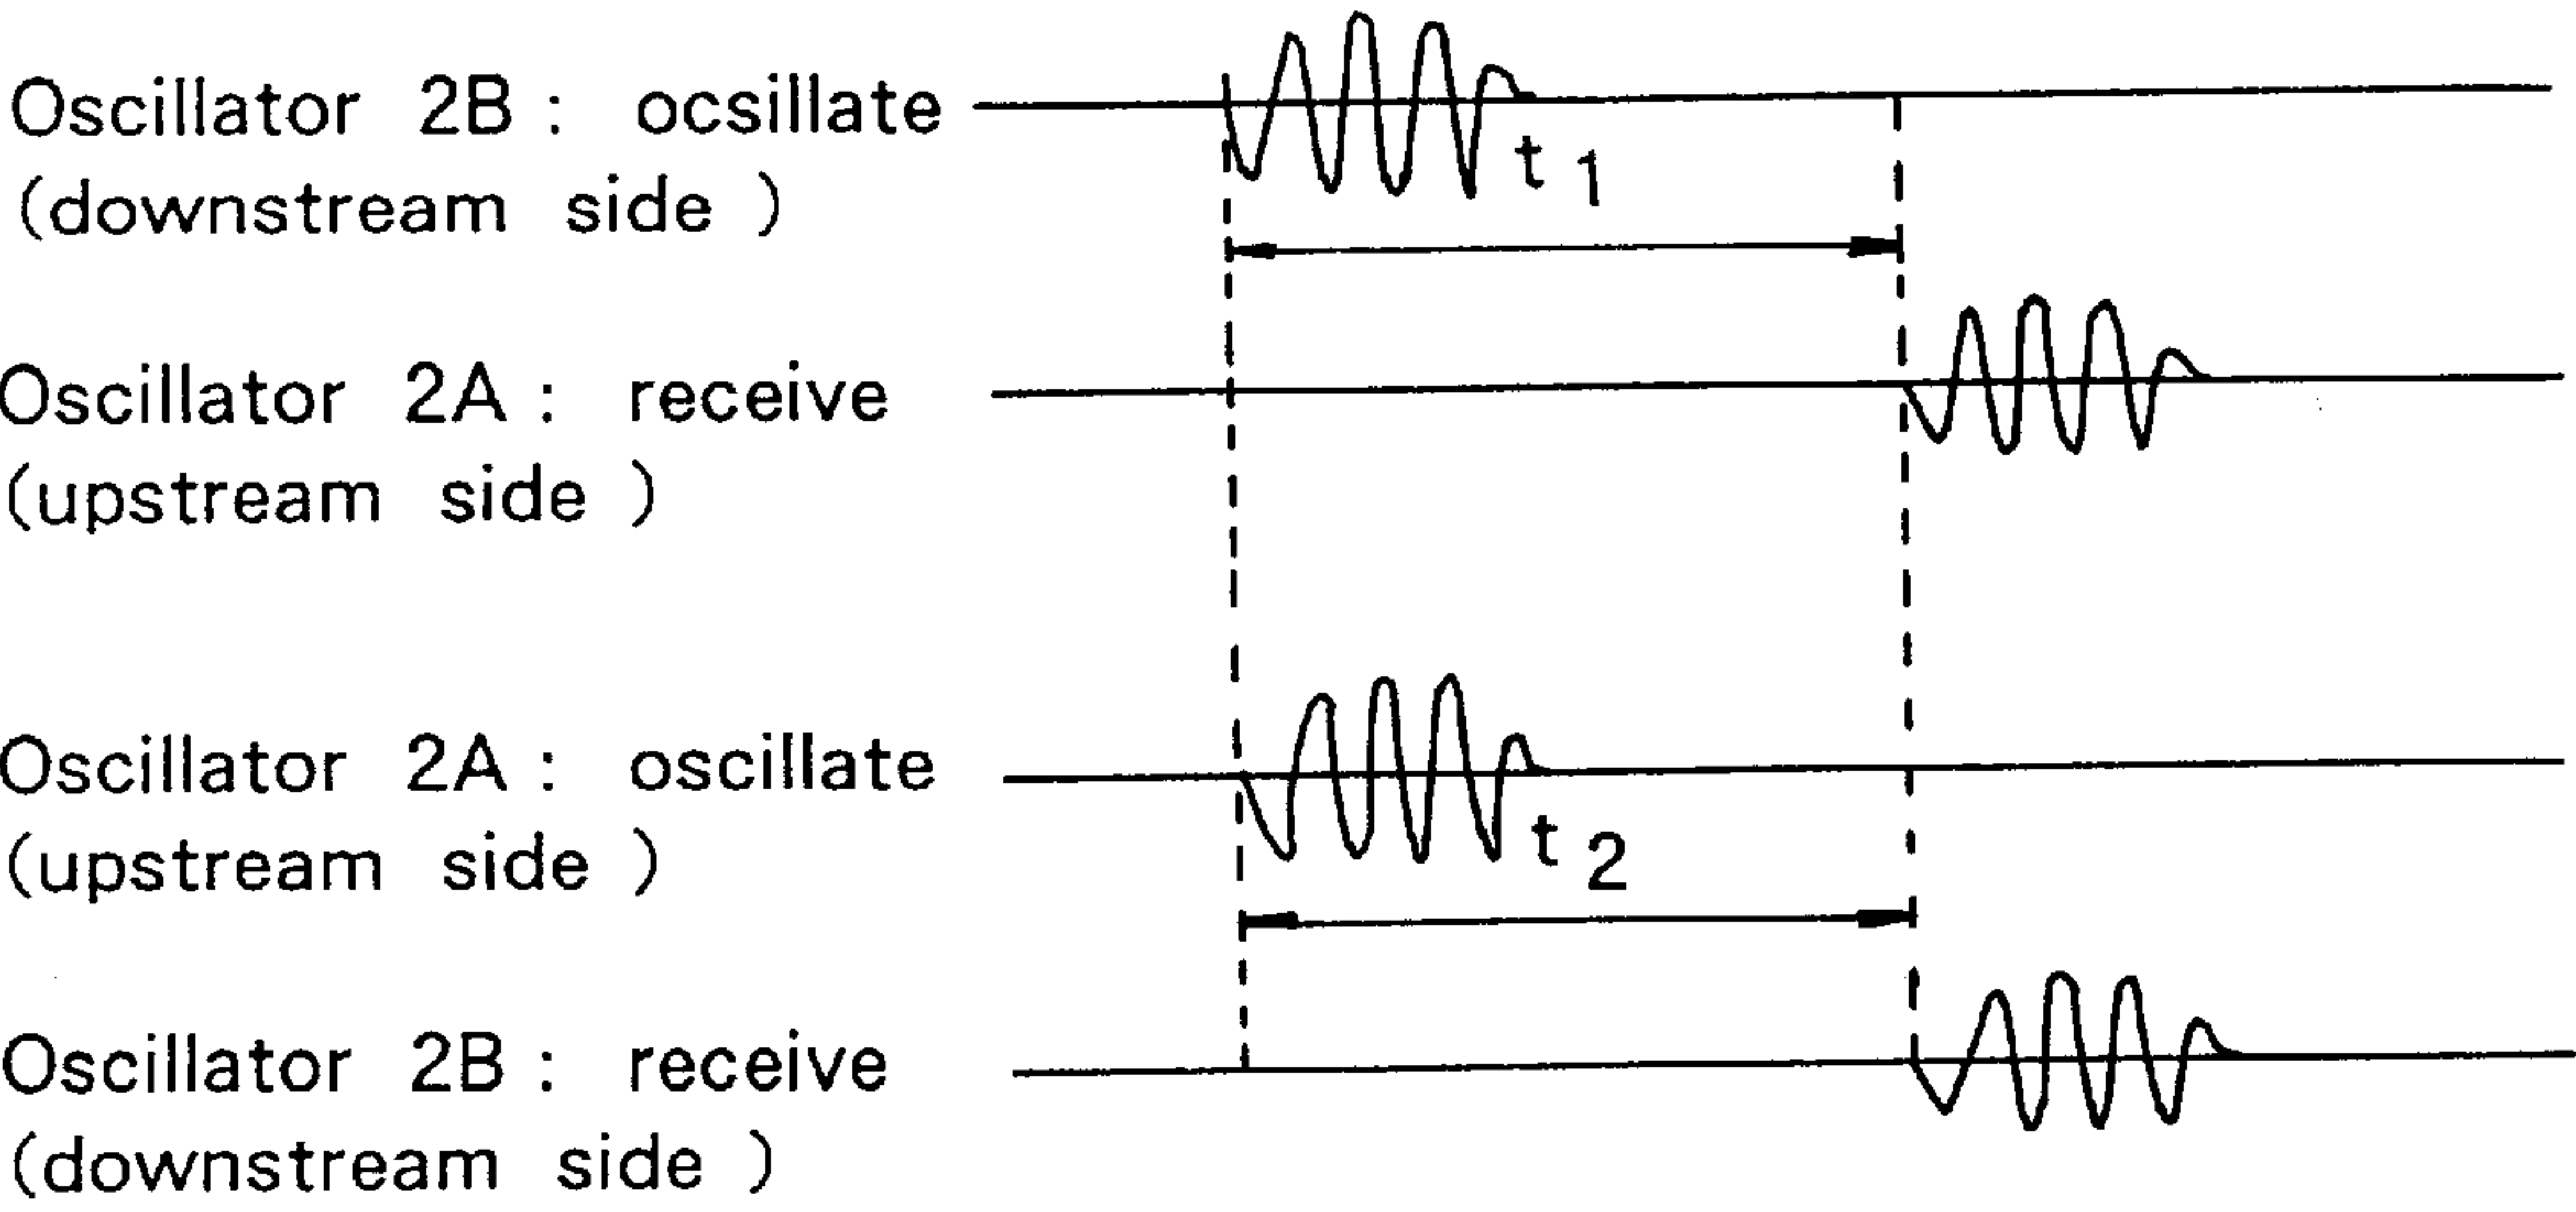 Oscillator 2B : ocsillate
(downstream side )
t 1
Oscillator 2A : receive
(upstream side )
Oscillator 2A : oscillate
(upstream side )
t 2
Oscillator 2B : receive
(downstream side )